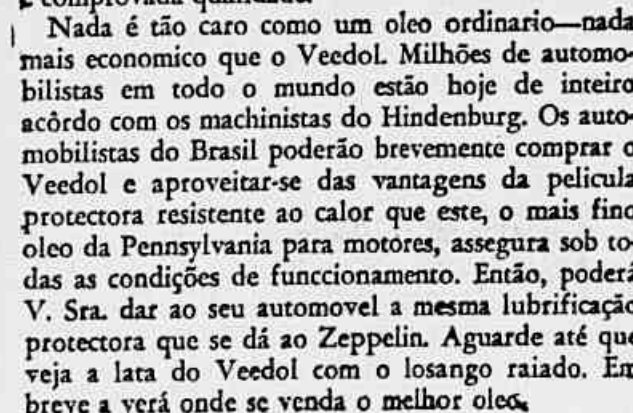 e comprovada qualidade.
Nada é tão caro como um oleo ordinario—nada
mais economico que o Veedol. Milhões de automo-
bilistas em todo o mundo estão hoje de inteiro
acôrdo com os machinistas do Hindenburg. Os auto-
mobilistas do Brasil poderão brevemente comprar o
Veedol e aproveitar-se das vantagens da pelicula
protectora resistente ao calor que este, o mais fino
oleo da Pennsylvania para motores, assegura sob to-
das as condições de funccionamento. Então, poderá
V. Sra. dar ao seu automovel a mesma lubrificação
protectora que se dá ao Zeppelin. Aguarde até que
veja a lata do Veedol com o losango raiado. Em
breve a verá onde se venda o melhor oleo.